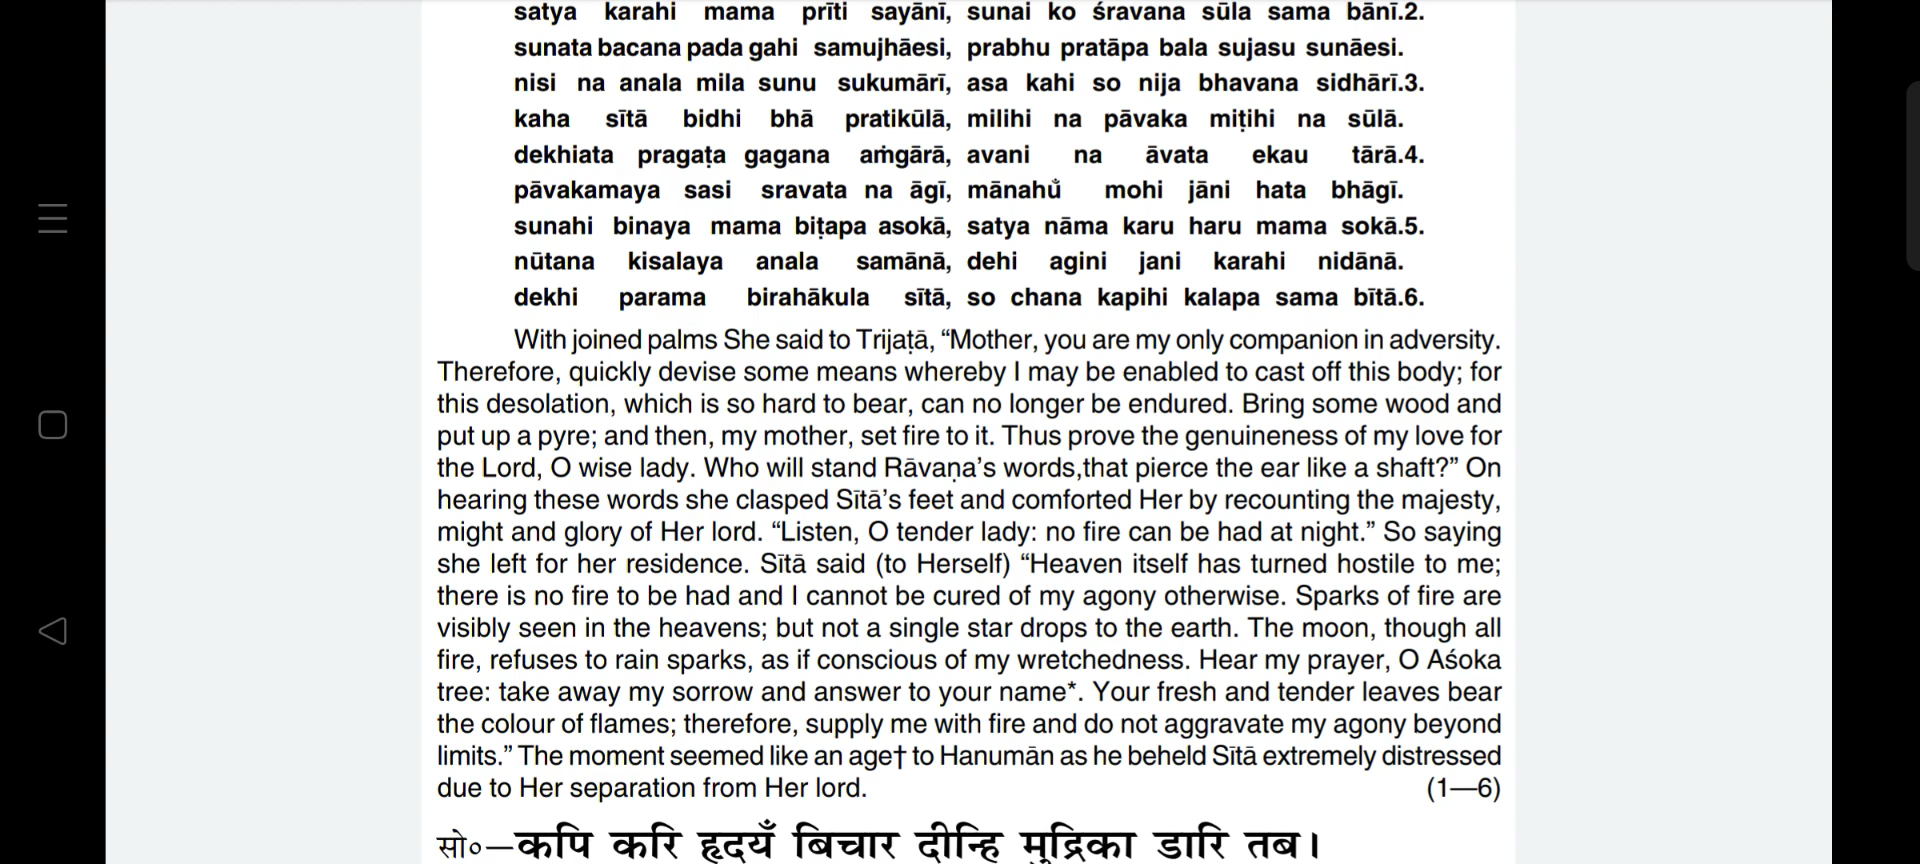 satya karahi mama prīti sayānī, sunai ko śravana sūla sama bānī.2.
sunata bacana pada gahi samujhāesi, prabhu pratāpa bala sujasu sunāesi.
nisi na anala mila sunu sukumārī, asa kahi so nija bhavana sidhārī.3.
kaha sītā bidhi bhā pratikūlā, milihi na pāvaka miṭihi na sūlā.
dekhiata pragaṭa gagana aṁgārā, avani na āvata ekau tārā.4.
pāvakamaya sasi sravata na āgī, mānahuँ mohi jāni hata bhāgī.
sunahi binaya mama biṭapa asokā, satya nāma karu haru mama sokā.5.
nūtana kisalaya anala samānā, dehi agini jani karahi nidānā.
dekhi parama birahākula sītā, so chana kapihi kalapa sama bītā.6.
With joined palms She said to Trijaṭā, “Mother, you are my only companion in adversity.
Therefore, quickly devise some means whereby I may be enabled to cast off this body; for
this desolation, which is so hard to bear, can no longer be endured. Bring some wood and
put up a pyre; and then, my mother, set fire to it. Thus prove the genuineness of my love for
the Lord, O wise lady. Who will stand Rāvaṇa’s words,that pierce the ear like a shaft?” On
hearing these words she clasped Sītā’s feet and comforted Her by recounting the majesty,
might and glory of Her lord. “Listen, O tender lady: no fire can be had at night.” So saying
she left for her residence. Sītā said (to Herself) “Heaven itself has turned hostile to me;
there is no fire to be had and I cannot be cured of my agony otherwise. Sparks of fire are
visibly seen in the heavens; but not a single star drops to the earth. The moon, though all
fire, refuses to rain sparks, as if conscious of my wretchedness. Hear my prayer, O Aśoka
tree: take away my sorrow and answer to your name*. Your fresh and tender leaves bear
the colour of flames; therefore, supply me with fire and do not aggravate my agony beyond
limits.” The moment seemed like an age† to Hanumān as he beheld Sītā extremely distressed
due to Her separation from Her lord. (1—6)
सो०—कपि करि हृदयँ बिचार दीन्हि मुद्रिका डारि तब।